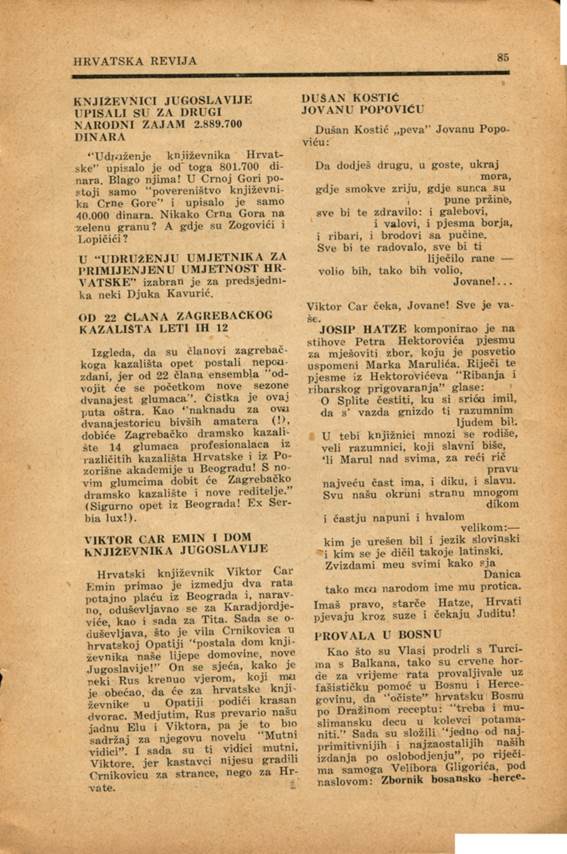 HRVATSKA REVIJA
85
KNJIŽEVNICI JUGOSLAVIJE
UPISALI SU ZA DRUGI
NARODNI ZAJAM 2.889.700
DINARA
"Udruženje književnika Hrvat-
ske" upisalo je od toga 801.700 di-
nara. Blago njima! U Crnoj Gori po-
stoji samo "povereništvo književni-
ka Crne Gore" i upisalo je samo
40.000 dinara. Nikako Crna Gora na
zelenu granu? A gdje su Zogovići i
Lopičići?
U "UDRUŽENJU UMJETNIKA ZA
PRIMIJENJENU UMJETNOST HR-
VATSKE" izabran je za predsjedni-
ka neki Djuka Kavurić.
OD 22 ČLANA ZAGREBAČKOG
KAZALIŠTA LETI IH 12
Izgleda, da su članovi zagrebač-
koga kazališta opet postali nepou-
zdani, jer od 22 člana ensembla "od-
vojit će se početkom nove sezone
dvanajest glumaca". Čistka je ovaj
puta oštra. Kao "naknadu za ovu
dvanajestoricu bivših amatera (!),
dobiće Zagrebačko dramsko kazali-
šte 14 glumaca profesionalaca iz
različitih kazališta Hrvatske i iz Po-
zorišne akademije u Beogradu! S no-
vim glumcima dobit će Zagrebačko
dramsko kazalište i nove reditelje."
(Sigurno opet iz Beograda! Ex Ser-
bia lux!).
VIKTOR CAR EMIN I DOM
KNJIŽEVNIKA JUGOSLAVIJE
Hrvatski književnik Viktor Car
Emin primao je izmedju dva rata
potajno plaću iz Beograda i, narav-
no, oduševljavao se za Karadjordje-
viće, kao i sada za Tita. Sada se o-
duševljava, što je vila Crnikovica u
hrvatskoj Opatiji "postala dom knji-
ževnika naše lijepe domovine, nove
Jugoslavije!" On se sjeća, kako je
neki Rus krenuo vjerom, koji mu
je obećao, da će za hrvatske knji-
ževnike u Opatiji podići krasan
dvorac. Medjutim, Rus prevario našu
jadnu Elu i Viktora, pa je to bio
sadržaj za njegovu novelu "Mutni
vidici". I sada su ti vidici mutni,
Viktore, jer kastavci nijesu gradili
Crnikovicu za strance, nego za Hr-
vate.
DUŠAN KOSTIĆ
JOVANU POPOVIĆU
Dušan Kostić „peva" Jovanu Popo-
viću:
Da dodješ drugu, u goste, ukraj
mora,
gdje smokve zriju, gdje sunca su
pune pržine,
sve bi te zdravilo: i galebovi,
i valovi, i pjesma borja,
i ribari, i brodovi sa pučine.
Sve bi te radovalo, sve bi ti
liječilo rane —
volio bih, tako bih volio,
Jovane!...
Viktor Car čeka, Jovane! Sve je va-
še.
JOSIP HATZE komponirao je na
stihove Petra Hektorovića pjesmu
za mješoviti zbor, koju je posvetio
uspomeni Marka Marulića. Riječi te
pjesme iz Hektorovićeva "Ribanja i
ribarskog prigovaranja" glase:
O Splite čestiti, ku si sriću imil,
da s' vazda gnizdo ti razumnim
ljudem bil.
U tebi knjižnici mnozi se rodiše,
veli razumnici, koji slavni biše,
'li Marul nad svima, za reći rič
pravu
najveću čast ima, i diku, i slavu.
Svu našu okruni stranu mnogom
dikom
i častju napuni i hvalom
velikom:—
kim je urešen bil i jezik slovinski
i kim se je dičil takoje latinski.
Zvizdami meu svimi kako sja
Danica
tako meu narodom ime mu protica.
Imaš pravo, starče Hatze, Hrvati
pjevaju kroz suze i čekaju Juditu!
PROVALA U BOSNU
Kao što su Vlasi prodrli s Turci-
ma s Balkana, tako su crvene hor-
de za vrijeme rata provaljivale uz
fašističku pomoć u Bosnu i Herce-
govinu, da "očiste" hrvatsku Bosnu
po Dražinom receptu: "treba i mu-
slimansku decu u kolevci potama-
niti." Sada su složili "jedno od naj-
primitivnijih i najzaostalijih naših
izdanja po oslobodjenju", po riječi-
ma samoga Velibora Gligorića, pod
naslovom: Zbornik bosansko -herce-